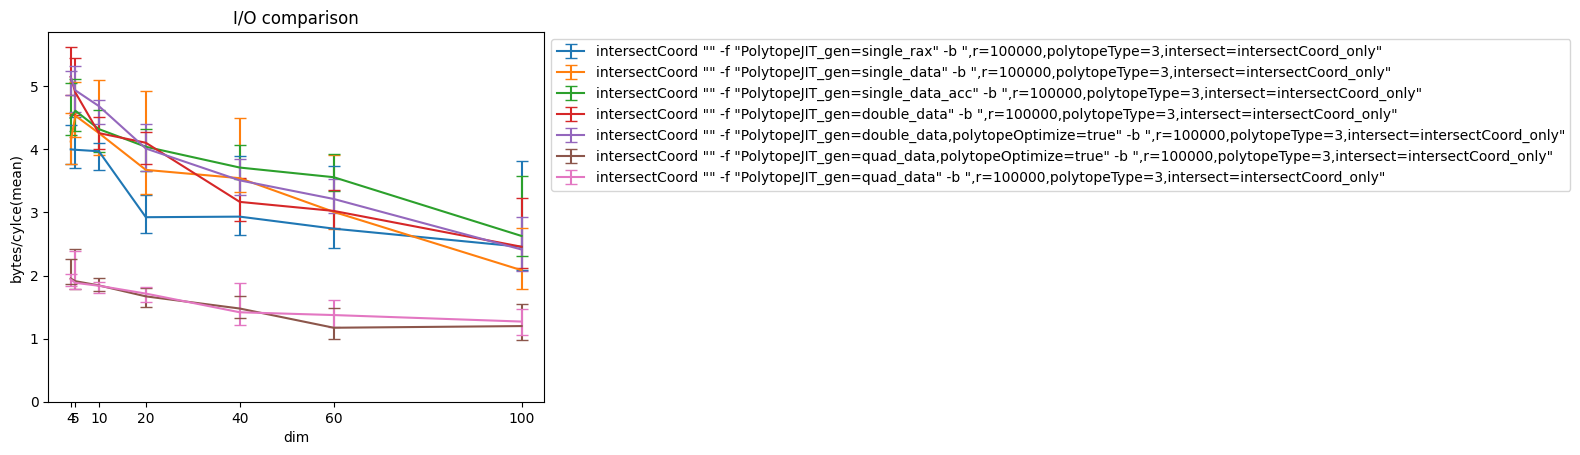 I/O comparison
bytes/cylce(mean)
5
4
3
2
1
0
4 5 10 20 40 60 100
dim
intersectCoord "" -f "PolytopeJIT_gen=single_rax" -b ",r=100000,polytopeType=3,intersect=intersectCoord_only"
intersectCoord "" -f "PolytopeJIT_gen=single_data" -b ",r=100000,polytopeType=3,intersect=intersectCoord_only"
intersectCoord "" -f "PolytopeJIT_gen=single_data_acc" -b ",r=100000,polytopeType=3,intersect=intersectCoord_only"
intersectCoord "" -f "PolytopeJIT_gen=double_data" -b ",r=100000,polytopeType=3,intersect=intersectCoord_only"
intersectCoord "" -f "PolytopeJIT_gen=double_data,polytopeOptimize=true" -b ",r=100000,polytopeType=3,intersect=intersectCoord_only"
intersectCoord "" -f "PolytopeJIT_gen=quad_data,polytopeOptimize=true" -b ",r=100000,polytopeType=3,intersect=intersectCoord_only"
intersectCoord "" -f "PolytopeJIT_gen=quad_data" -b ",r=100000,polytopeType=3,intersect=intersectCoord_only"